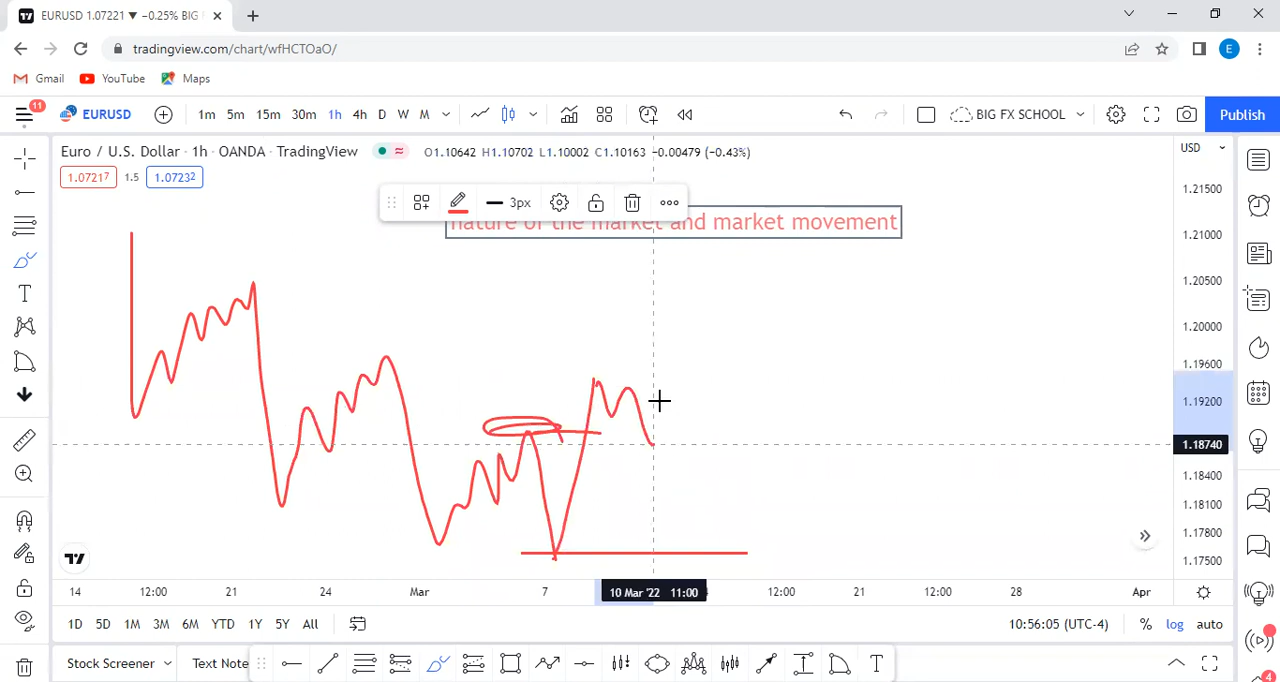 EURUSD 1.07221 ▼ −0.25% BIG F
tradingview.com/chart/wfHCTOaO/
E
Gmail YouTube Maps
11
EURUSD 1m 5m 15m 30m 1h 4h D W M BIG FX SCHOOL Publish
Euro / U.S. Dollar · 1h · OANDA · TradingView O1.10642 H1.10702 L1.10002 C1.10163 −0.00479 (−0.43%)
USD
1.07217 1.5 1.07232
3px
nature of the market and market movement
1.21500
1.21000
1.20500
1.20000
1.19600
1.19200
1.18740
1.18400
1.18100
1.17800
1.17500
14 12:00 21 24 Mar 7 10 Mar '22 11:00 12:00 21 12:00 28 Apr
1D 5D 1M 3M 6M YTD 1Y 5Y All 10:56:05 (UTC-4) % log auto
Stock Screener Text Note
4